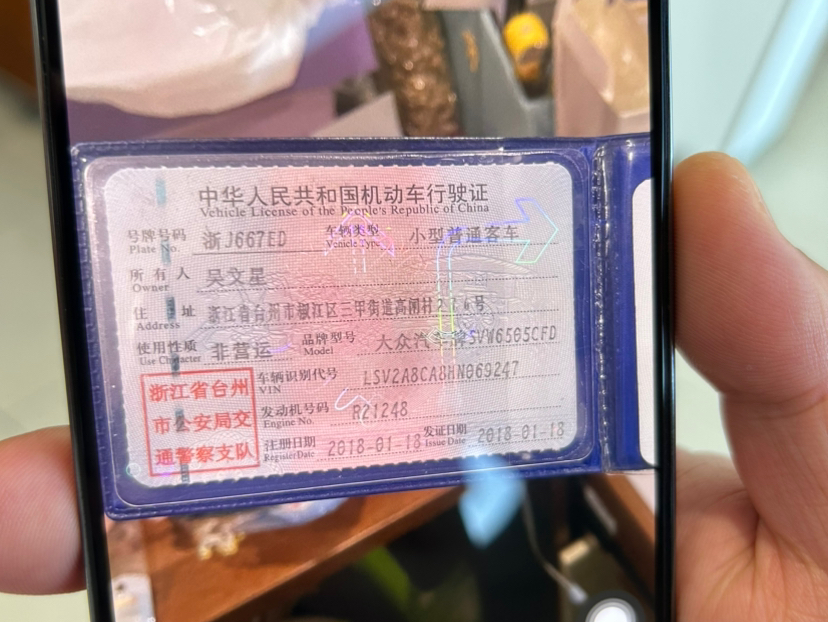 中华人民共和国机动车行驶证
Vehicle License of the People's Republic of China
号牌号码 浙J667ED 车辆类型 小型普通客车
Plate No. Vehicle Type
所有人 吴文星
Owner
住址 浙江省台州市椒江区三甲街道高闸村276号
Address
使用性质 非营运 品牌型号 大众汽车牌SVW6505CFD
Use Character Model
车辆识别代号 LSV2A8CA8HN069247
VIN
发动机号码 R21248
Engine No.
注册日期 2018-01-18 发证日期 2018-01-18
Register Date Issue Date
浙江省台州
市公安局交
通警察支队